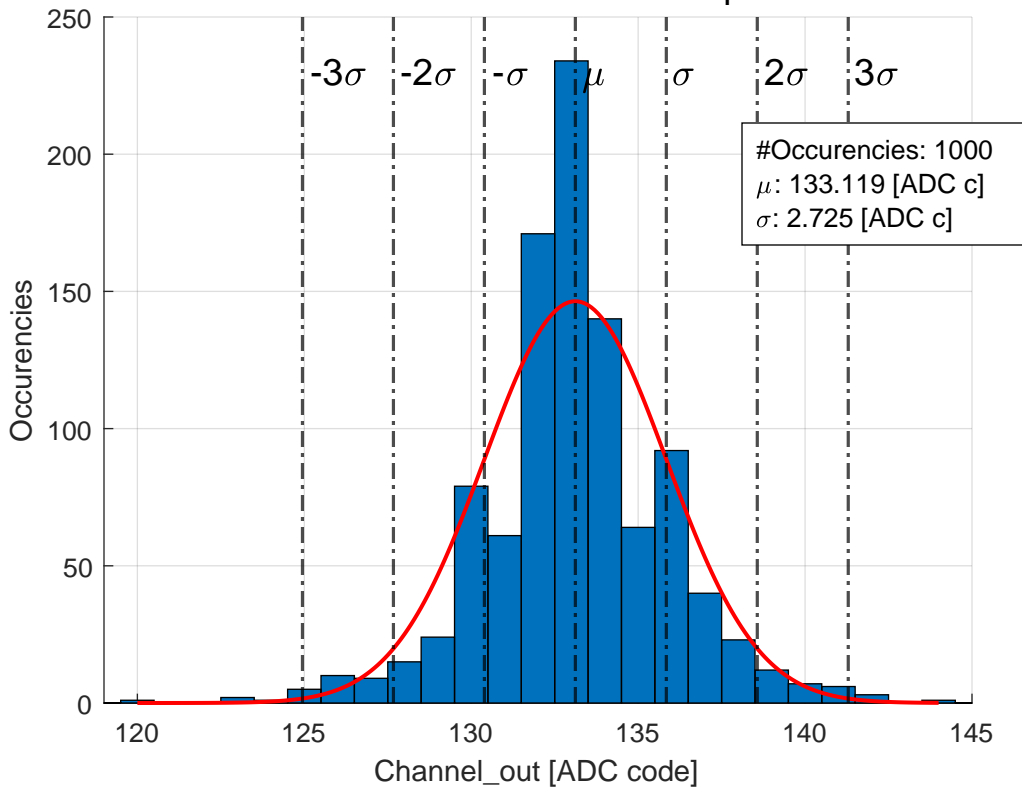 250
200
150
100
50
0
Occurencies
-3σ
-2σ
-σ
μ
σ
2σ
3σ
#Occurencies: 1000
μ: 133.119 [ADC c]
σ: 2.725 [ADC c]
120
125
130
135
140
145
Channel_out [ADC code]